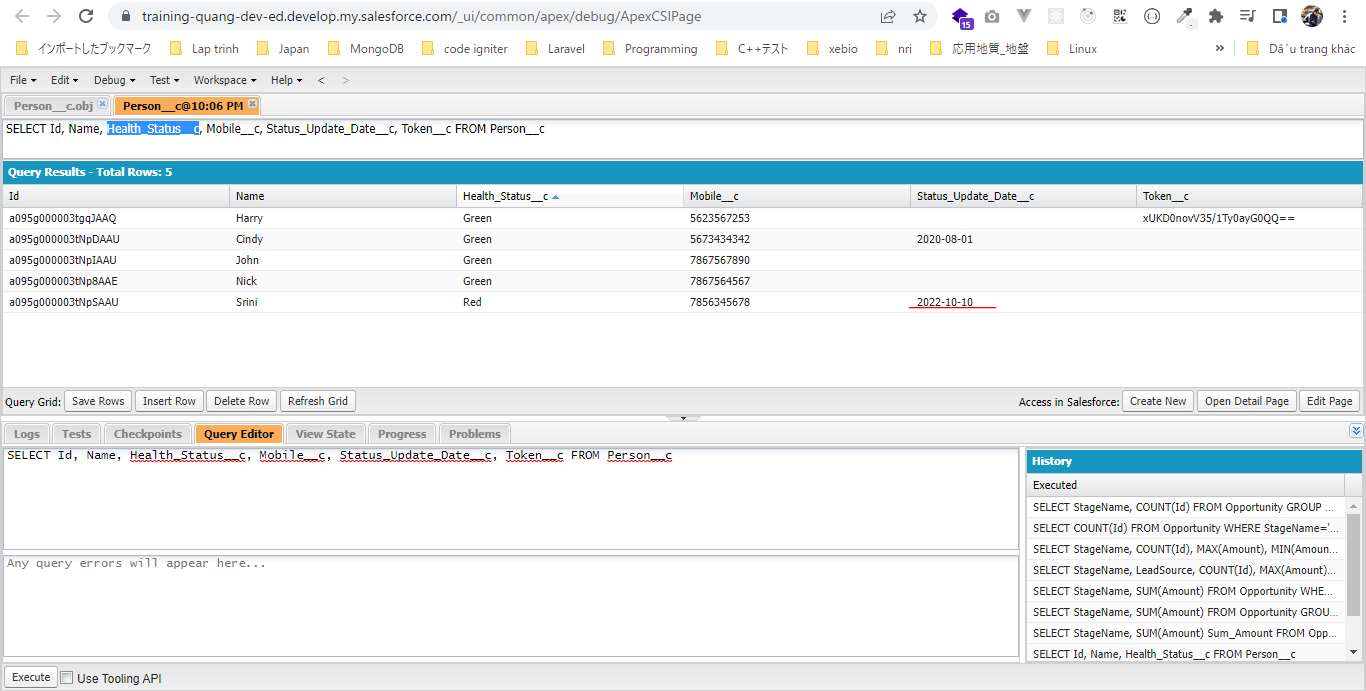 training-quang-dev-ed.develop.my.salesforce.com/_ui/common/apex/debug/ApexCSIPage
15
インポートしたブックマーク Lap trinh Japan MongoDB code igniter Laravel Programming C++テスト xebio nri 応用地質_地盤 Linux » Dấu trang khác
File Edit Debug Test Workspace Help < >
Person__c.obj Person__c@10:06 PM
SELECT Id, Name, Health_Status__c, Mobile__c, Status_Update_Date__c, Token__c FROM Person__c
Query Results - Total Rows: 5
Id Name Health_Status__c Mobile__c Status_Update_Date__c Token__c
a095g000003tgqJAAQ Harry Green 5623567253 xUKD0novV35/1Ty0ayG0QQ==
a095g000003tNpDAAU Cindy Green 5673434342 2020-08-01
a095g000003tNpIAAU John Green 7867567890
a095g000003tNp8AAE Nick Green 7867564567
a095g000003tNpSAAU Srini Red 7856345678 2022-10-10
Query Grid: Save Rows Insert Row Delete Row Refresh Grid Access in Salesforce: Create New Open Detail Page Edit Page
Logs Tests Checkpoints Query Editor View State Progress Problems
SELECT Id, Name, Health_Status__c, Mobile__c, Status_Update_Date__c, Token__c FROM Person__c
Any query errors will appear here...
History
Executed
SELECT StageName, COUNT(Id) FROM Opportunity GROUP ...
SELECT COUNT(Id) FROM Opportunity WHERE StageName='...
SELECT StageName, COUNT(Id), MAX(Amount), MIN(Amoun...
SELECT StageName, LeadSource, COUNT(Id), MAX(Amount)...
SELECT StageName, SUM(Amount) FROM Opportunity WHE...
SELECT StageName, SUM(Amount) FROM Opportunity GROU...
SELECT StageName, SUM(Amount) Sum_Amount FROM Opp...
SELECT Id, Name, Health_Status__c FROM Person__c
Execute Use Tooling API